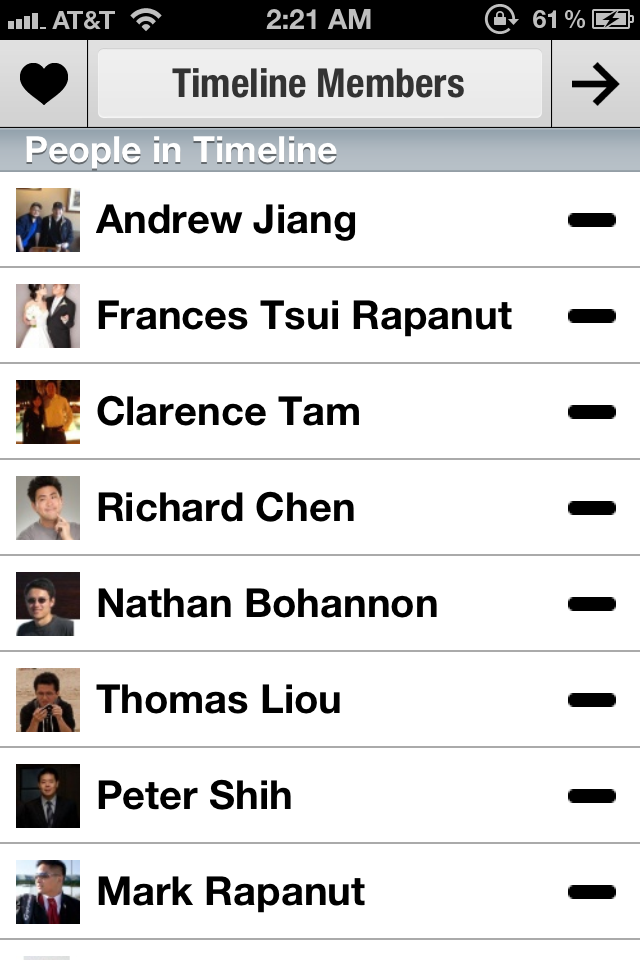 AT&T 2:21 AM 61 %
Timeline Members
People in Timeline
Andrew Jiang
Frances Tsui Rapanut
Clarence Tam
Richard Chen
Nathan Bohannon
Thomas Liou
Peter Shih
Mark Rapanut